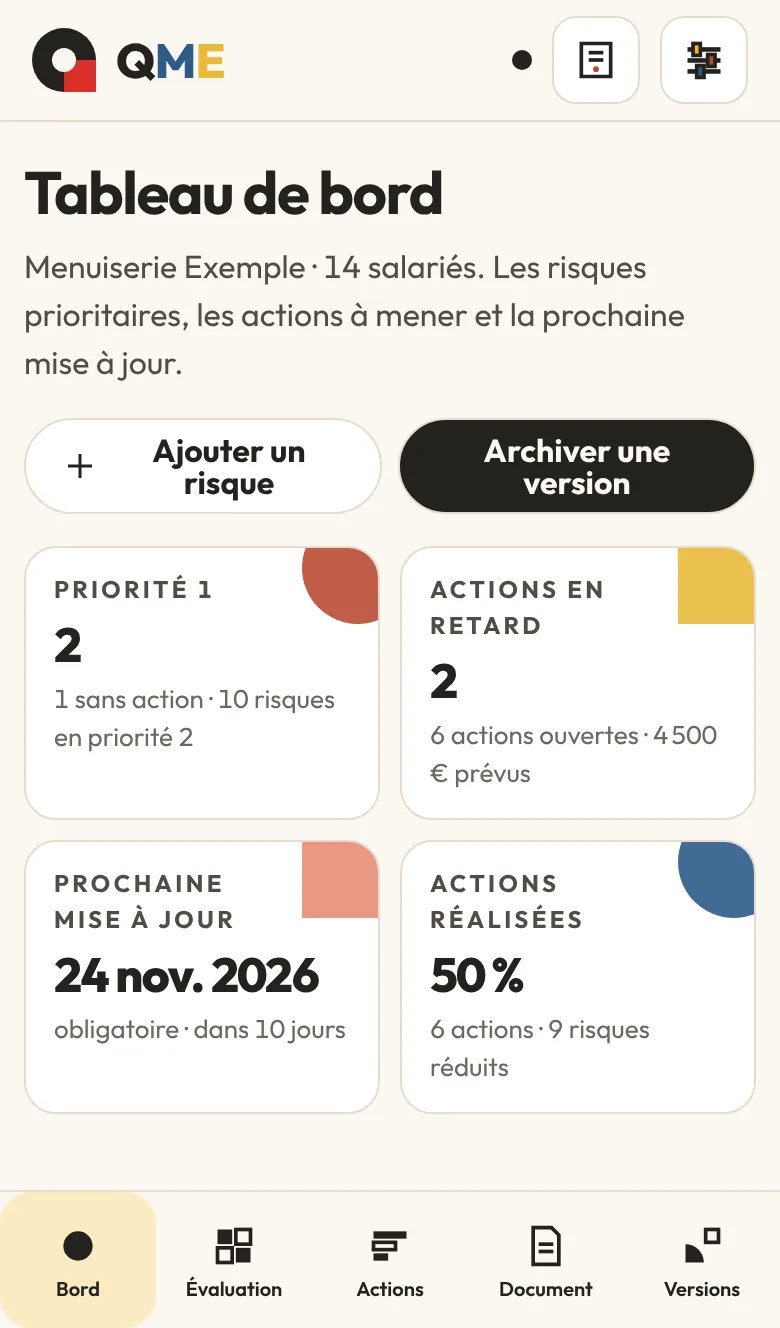 QME
Tableau de bord
Menuiserie Exemple · 14 salariés. Les risques
prioritaires, les actions à mener et la prochaine
mise à jour.
Ajouter un
risque
Archiver une
version
PRIORITÉ 1
2
1 sans action · 10 risques
en priorité 2
ACTIONS EN
RETARD
2
6 actions ouvertes · 4 500
€ prévus
PROCHAINE
MISE À JOUR
24 nov. 2026
obligatoire · dans 10 jours
ACTIONS
RÉALISÉES
50 %
6 actions · 9 risques
réduits
Bord
Évaluation
Actions
Document
Versions